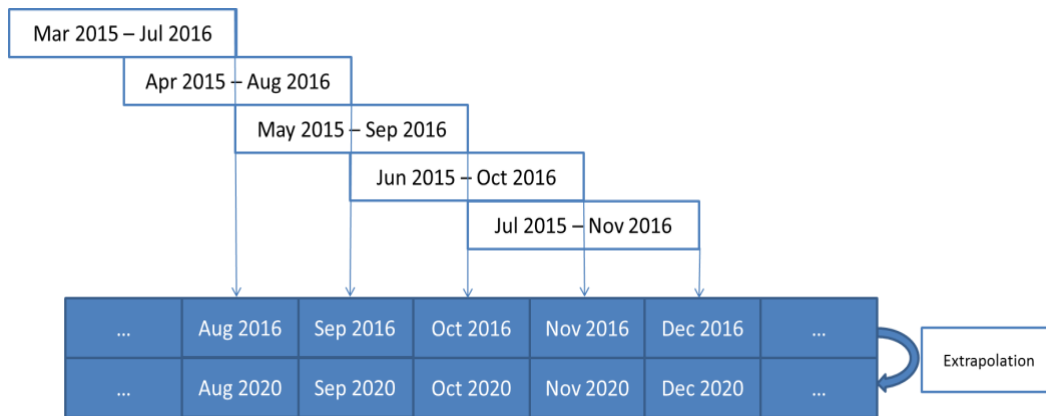 Mar 2015 – Jul 2016
Apr 2015 – Aug 2016
May 2015 – Sep 2016
Jun 2015 – Oct 2016
Jul 2015 – Nov 2016
... Aug 2016 Sep 2016 Oct 2016 Nov 2016 Dec 2016 ...
Extrapolation
... Aug 2020 Sep 2020 Oct 2020 Nov 2020 Dec 2020 ...